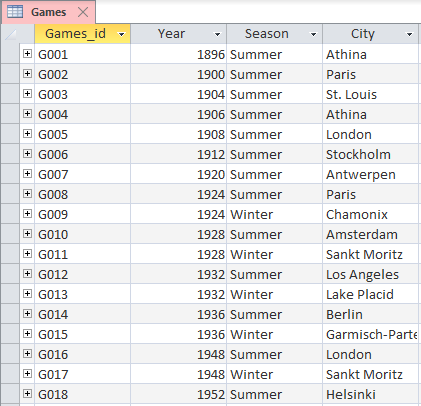 Games
Games_id Year Season City
G001 1896 Summer Athina
G002 1900 Summer Paris
G003 1904 Summer St. Louis
G004 1906 Summer Athina
G005 1908 Summer London
G006 1912 Summer Stockholm
G007 1920 Summer Antwerpen
G008 1924 Summer Paris
G009 1924 Winter Chamonix
G010 1928 Summer Amsterdam
G011 1928 Winter Sankt Moritz
G012 1932 Summer Los Angeles
G013 1932 Winter Lake Placid
G014 1936 Summer Berlin
G015 1936 Winter Garmisch-Parte
G016 1948 Summer London
G017 1948 Winter Sankt Moritz
G018 1952 Summer Helsinki